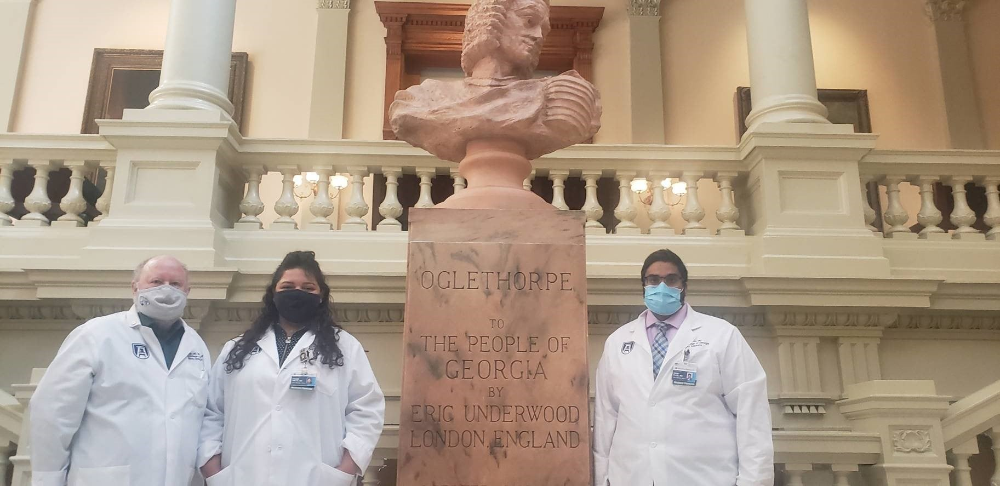 OGLETHORPE
TO
THE PEOPLE OF
GEORGIA
BY
ERIC UNDERWOOD
LONDON, ENGLAND